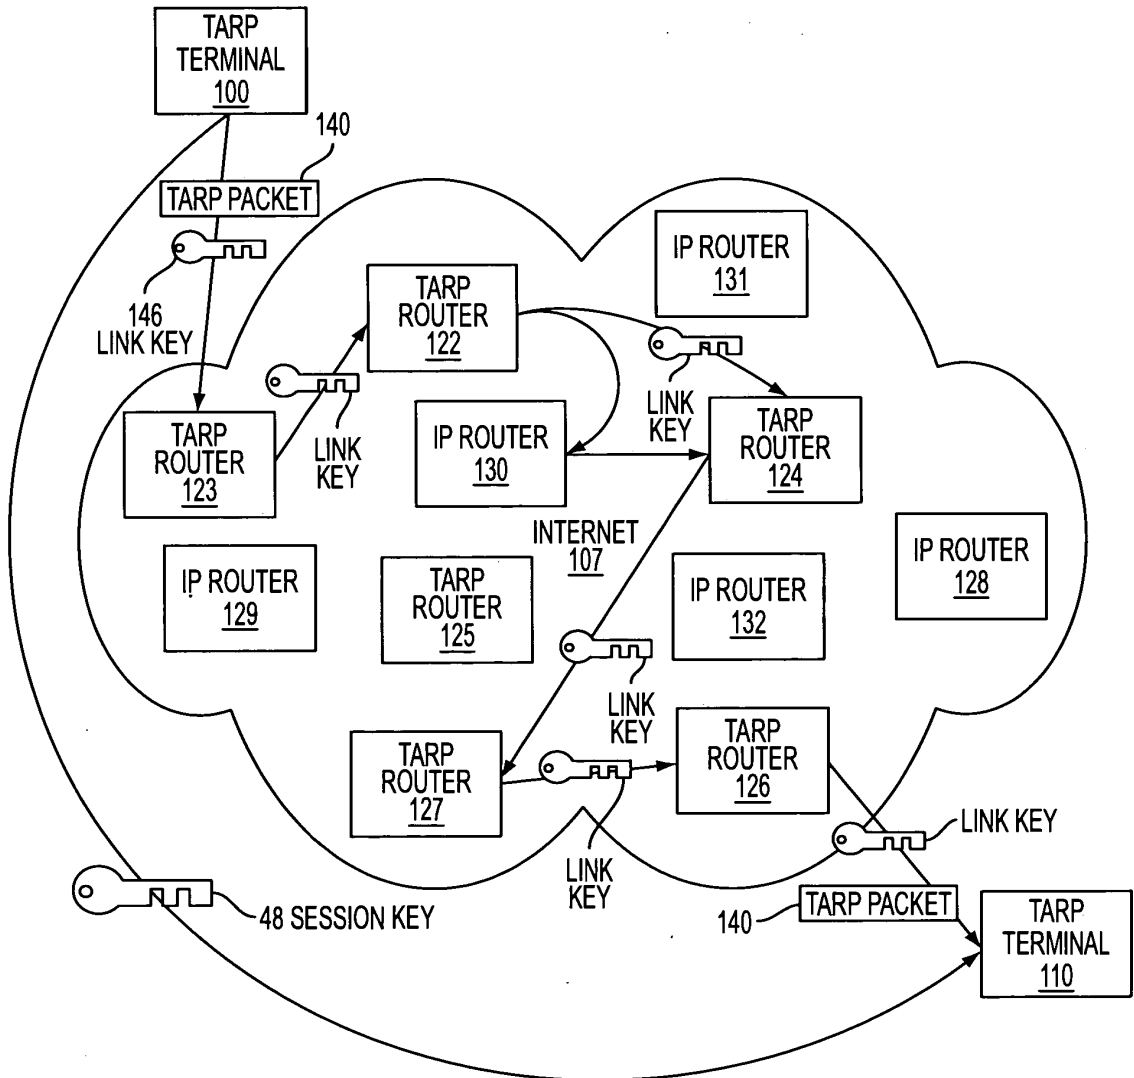 TARP
TERMINAL
100
140
TARP PACKET
146
LINK KEY
IP ROUTER
131
TARP
ROUTER
122
LINK
KEY
LINK
KEY
TARP
ROUTER
123
IP ROUTER
130
TARP
ROUTER
124
INTERNET
107
IP ROUTER
129
TARP
ROUTER
125
IP ROUTER
132
IP ROUTER
128
LINK
KEY
TARP
ROUTER
127
TARP
ROUTER
126
LINK
KEY
LINK KEY
48 SESSION KEY
140
TARP PACKET
TARP
TERMINAL
110